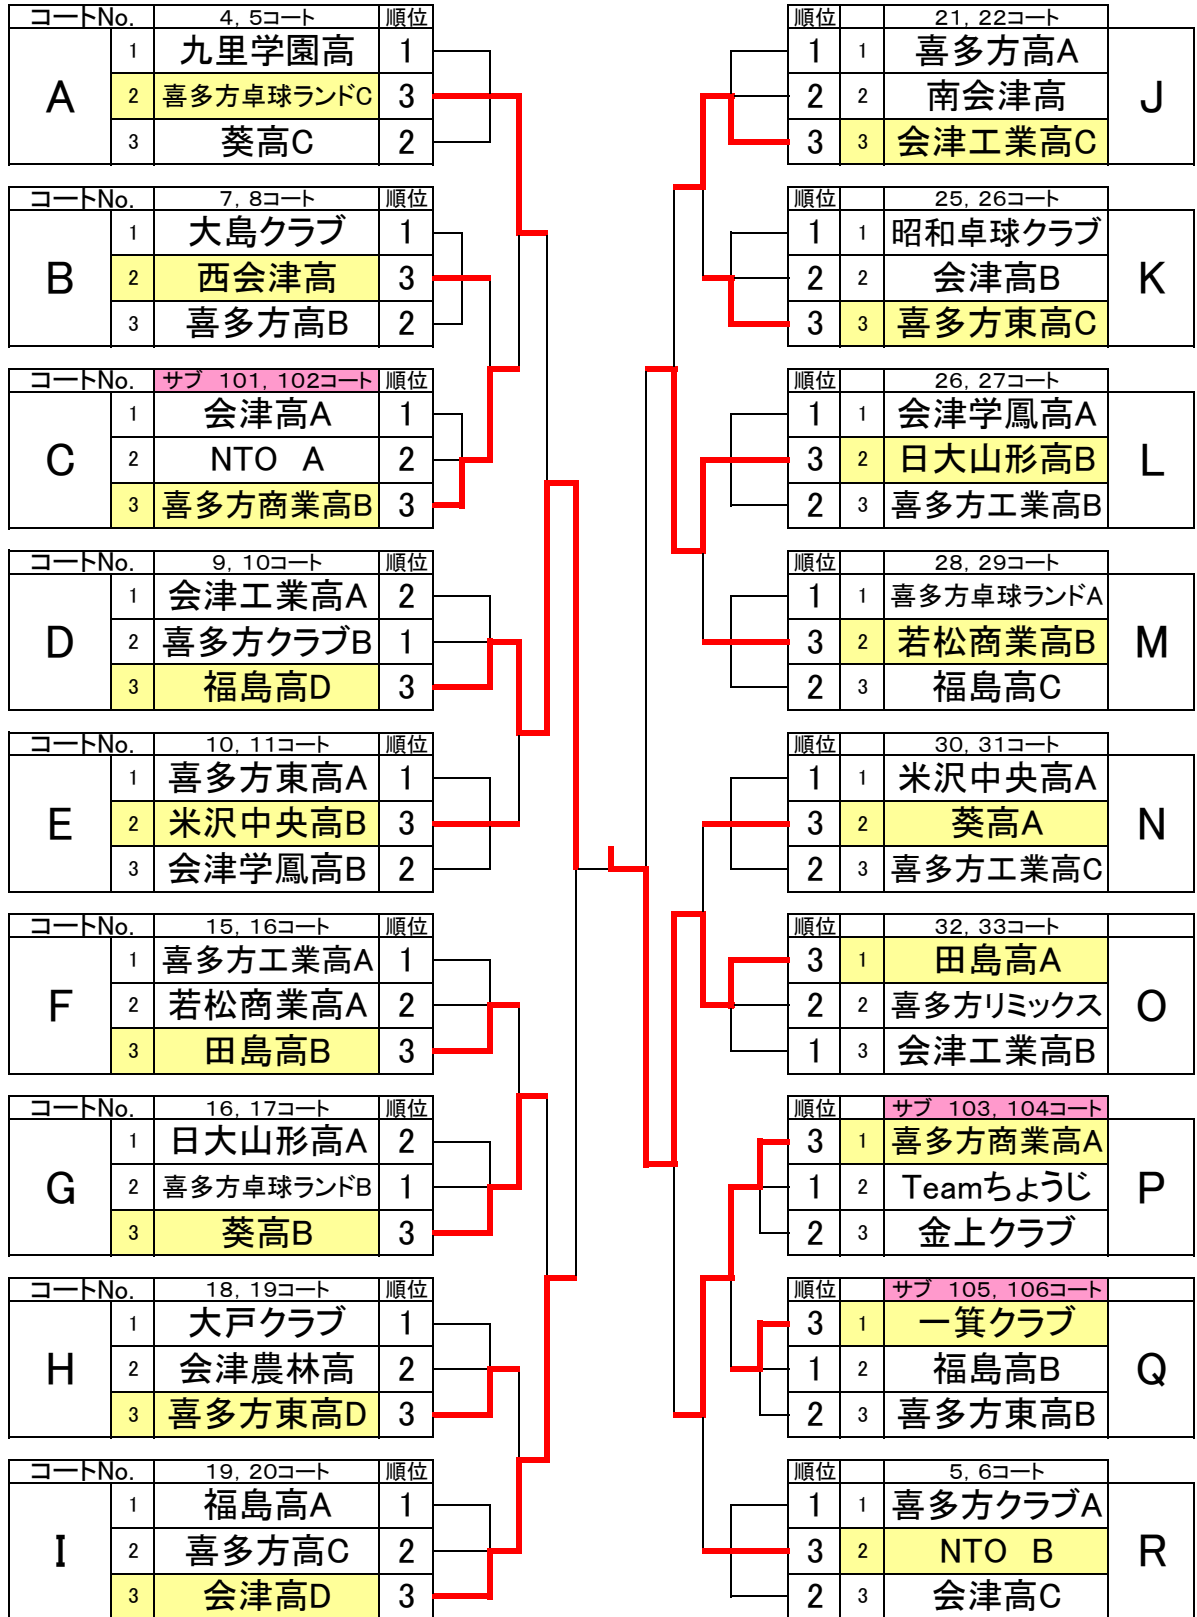 コートNo. 4, 5コート 順位
A
1 九里学園高 1
2 喜多方卓球ランドC 3
3 葵高C 2
コートNo. 7, 8コート 順位
B
1 大島クラブ 1
2 西会津高 3
3 喜多方高B 2
コートNo. サブ 101, 102コート 順位
C
1 会津高A 1
2 NTO A 2
3 喜多方商業高B 3
コートNo. 9, 10コート 順位
D
1 会津工業高A 2
2 喜多方クラブB 1
3 福島高D 3
コートNo. 10, 11コート 順位
E
1 喜多方東高A 1
2 米沢中央高B 3
3 会津学鳳高B 2
コートNo. 15, 16コート 順位
F
1 喜多方工業高A 1
2 若松商業高A 2
3 田島高B 3
コートNo. 16, 17コート 順位
G
1 日大山形高A 2
2 喜多方卓球ランドB 1
3 葵高B 3
コートNo. 18, 19コート 順位
H
1 大戸クラブ 1
2 会津農林高 2
3 喜多方東高D 3
コートNo. 19, 20コート 順位
I
1 福島高A 1
2 喜多方高C 2
3 会津高D 3
順位 21, 22コート
1 1 喜多方高A
2 2 南会津高
3 3 会津工業高C
J
順位 25, 26コート
1 1 昭和卓球クラブ
2 2 会津高B
3 3 喜多方東高C
K
順位 26, 27コート
1 1 会津学鳳高A
3 2 日大山形高B
2 3 喜多方工業高B
L
順位 28, 29コート
1 1 喜多方卓球ランドA
3 2 若松商業高B
2 3 福島高C
M
順位 30, 31コート
1 1 米沢中央高A
3 2 葵高A
2 3 喜多方工業高C
N
順位 32, 33コート
3 1 田島高A
2 2 喜多方リミックス
1 3 会津工業高B
O
順位 サブ 103, 104コート
3 1 喜多方商業高A
1 2 Teamちょうじ
2 3 金上クラブ
P
順位 サブ 105, 106コート
3 1 一箕クラブ
1 2 福島高B
2 3 喜多方東高B
Q
順位 5, 6コート
1 1 喜多方クラブA
3 2 NTO B
2 3 会津高C
R